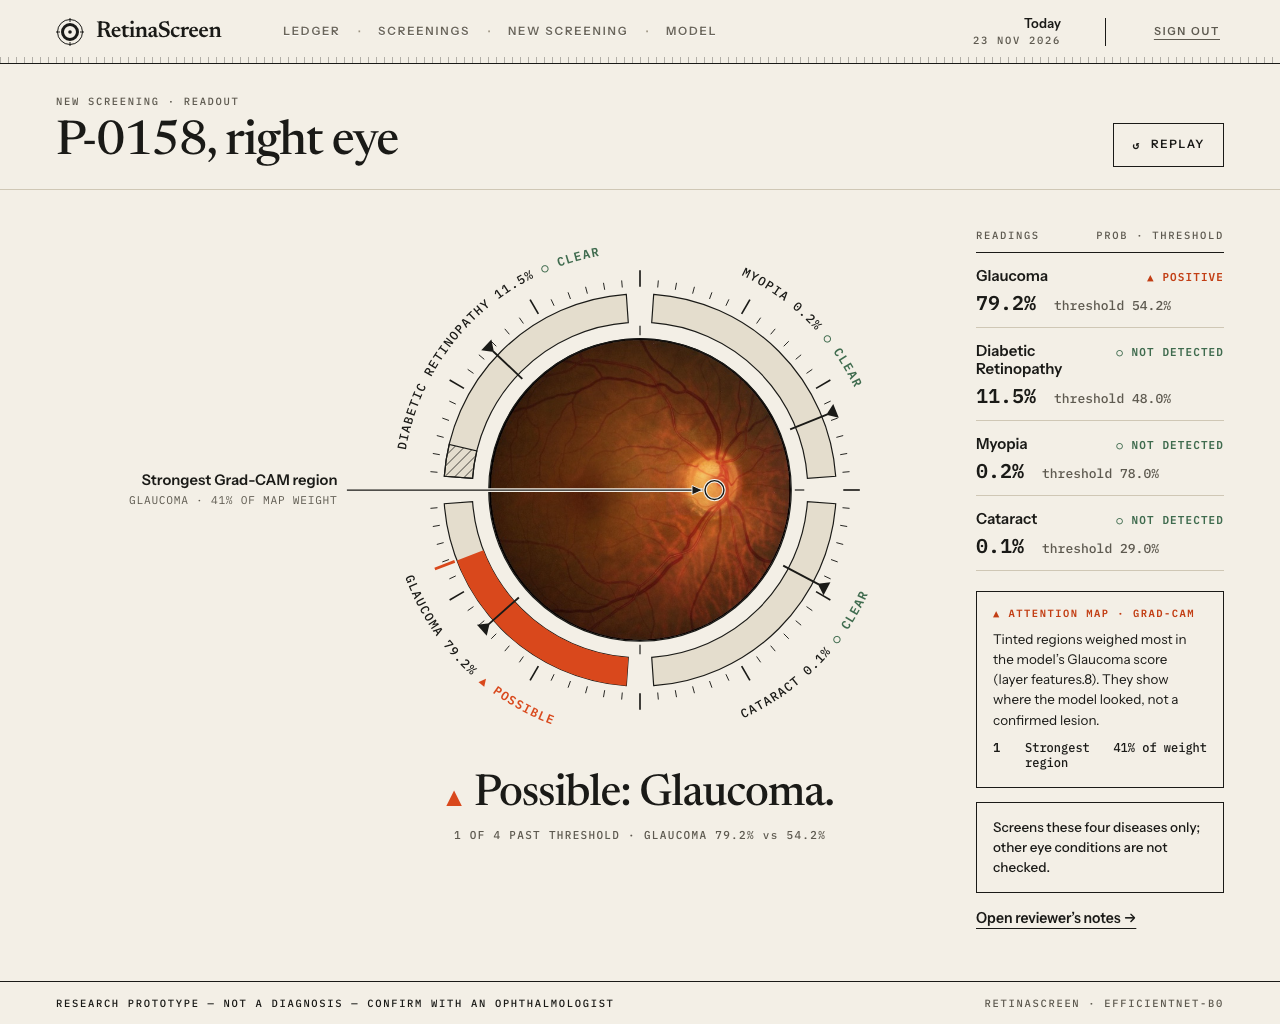 RetinaScreen
LEDGER · SCREENINGS · NEW SCREENING · MODEL
Today
23 NOV 2026
SIGN OUT
NEW SCREENING · READOUT
P-0158, right eye
↺ REPLAY
DIABETIC RETINOPATHY 11.5% ○ CLEAR
MYOPIA 0.2% ○ CLEAR
Strongest Grad-CAM region
GLAUCOMA · 41% OF MAP WEIGHT
GLAUCOMA 79.2% ▲ POSSIBLE
CATARACT 0.1% ○ CLEAR
▲ Possible: Glaucoma.
1 OF 4 PAST THRESHOLD · GLAUCOMA 79.2% vs 54.2%
READINGS PROB · THRESHOLD
Glaucoma ▲ POSITIVE
79.2% threshold 54.2%
Diabetic Retinopathy ○ NOT DETECTED
11.5% threshold 48.0%
Myopia ○ NOT DETECTED
0.2% threshold 78.0%
Cataract ○ NOT DETECTED
0.1% threshold 29.0%
▲ ATTENTION MAP · GRAD-CAM
Tinted regions weighed most in
the model’s Glaucoma score
(layer features.8). They show
where the model looked, not a
confirmed lesion.
1 Strongest region 41% of weight
Screens these four diseases only;
other eye conditions are not
checked.
Open reviewer’s notes →
RESEARCH PROTOTYPE — NOT A DIAGNOSIS — CONFIRM WITH AN OPHTHALMOLOGIST
RETINASCREEN · EFFICIENTNET-B0